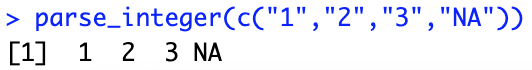 > parse_integer(c("1","2","3","NA"))
[1]  1  2  3 NA